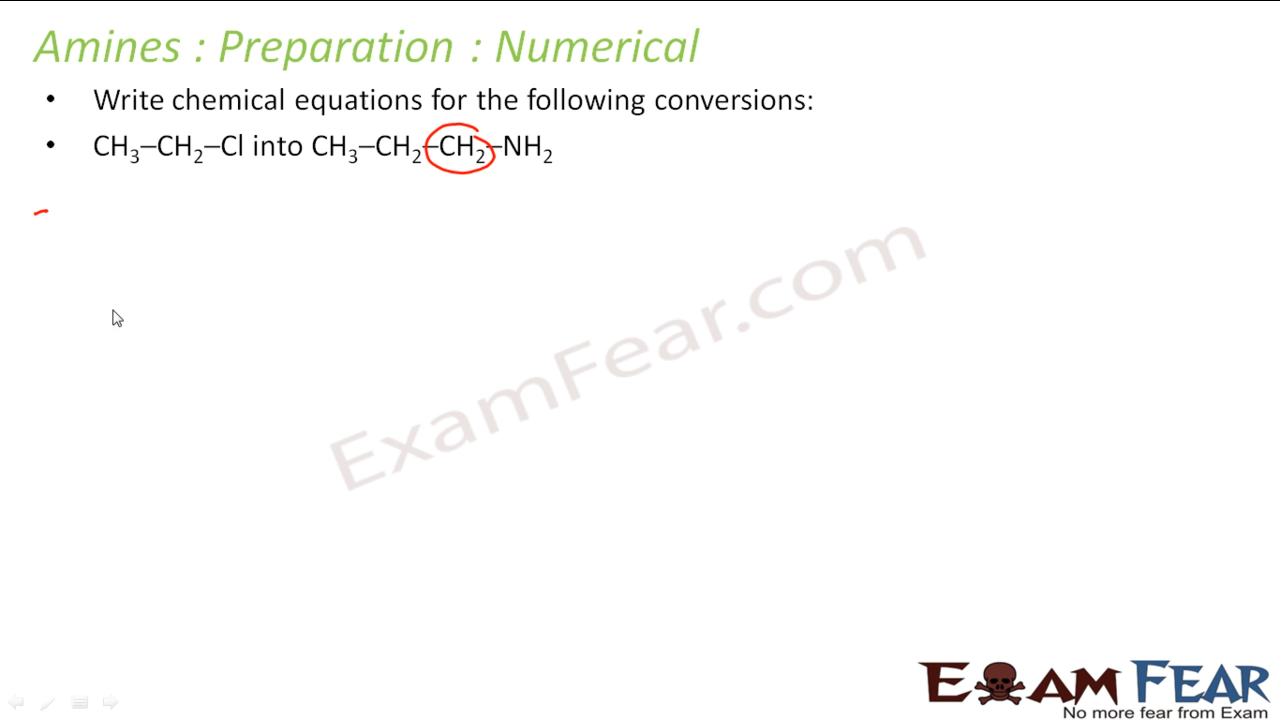 Amines : Preparation : Numerical
• Write chemical equations for the following conversions:
• CH₃–CH₂–Cl into CH₃–CH₂–CH₂–NH₂
ExamFear.com
EXAM FEAR
No more fear from Exam